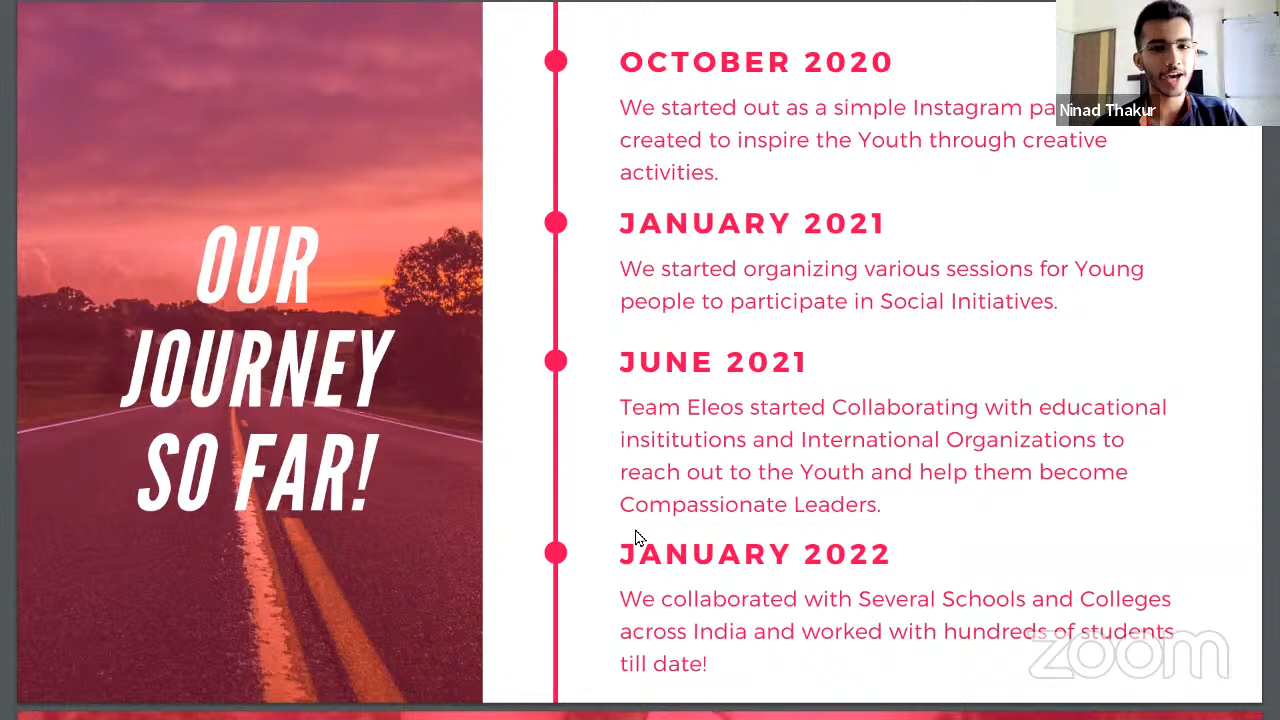 OUR
JOURNEY
SO FAR!
OCTOBER 2020
We started out as a simple Instagram
created to inspire the Youth through creative
activities.
JANUARY 2021
We started organizing various sessions for Young
people to participate in Social Initiatives.
JUNE 2021
Team Eleos started Collaborating with educational
insititutions and International Organizations to
reach out to the Youth and help them become
Compassionate Leaders.
JANUARY 2022
We collaborated with Several Schools and Colleges
across India and worked with hundreds of students
till date!
Ninad Thakur
zoom